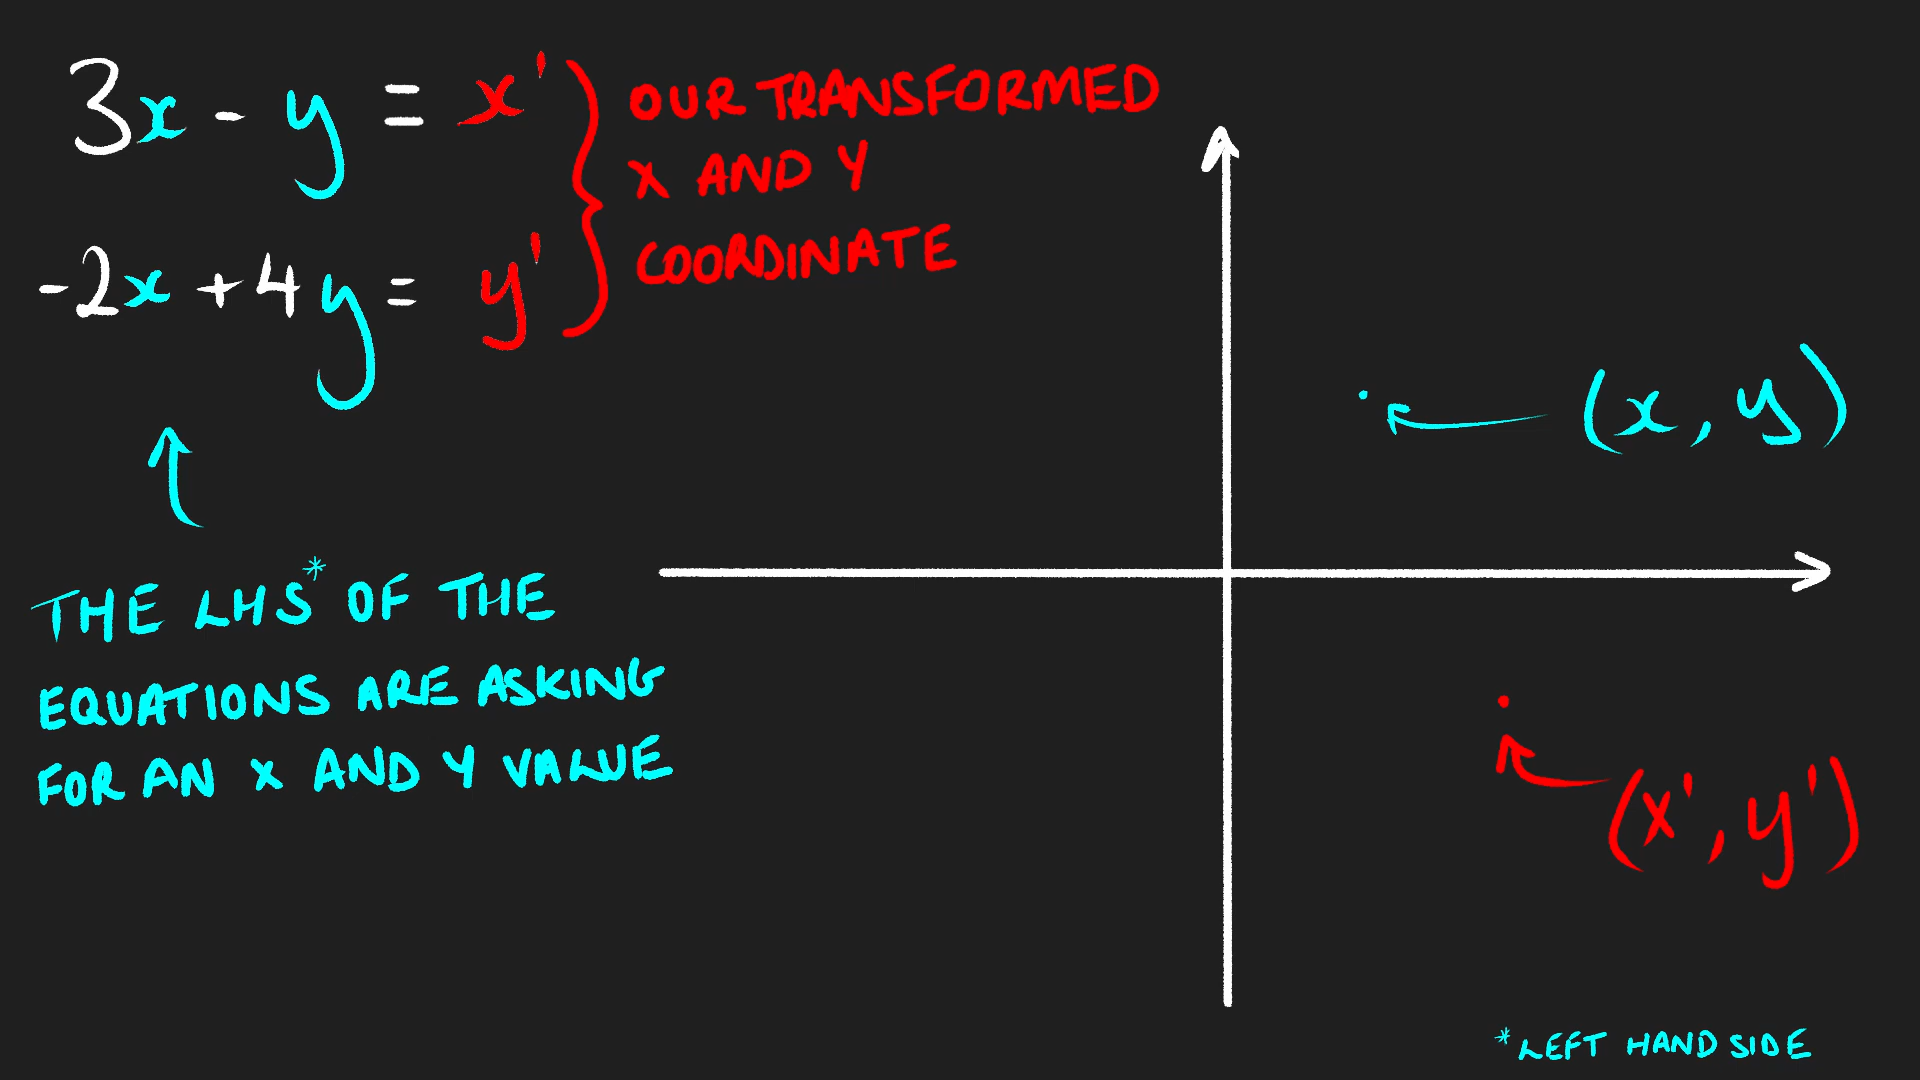 3x - y = x'
OUR TRANSFORMED
X AND Y
COORDINATE
-2x + 4y = y'
(x, y)
THE LHS* OF THE
EQUATIONS ARE ASKING
FOR AN X AND Y VALUE
(x', y')
*LEFT HAND SIDE